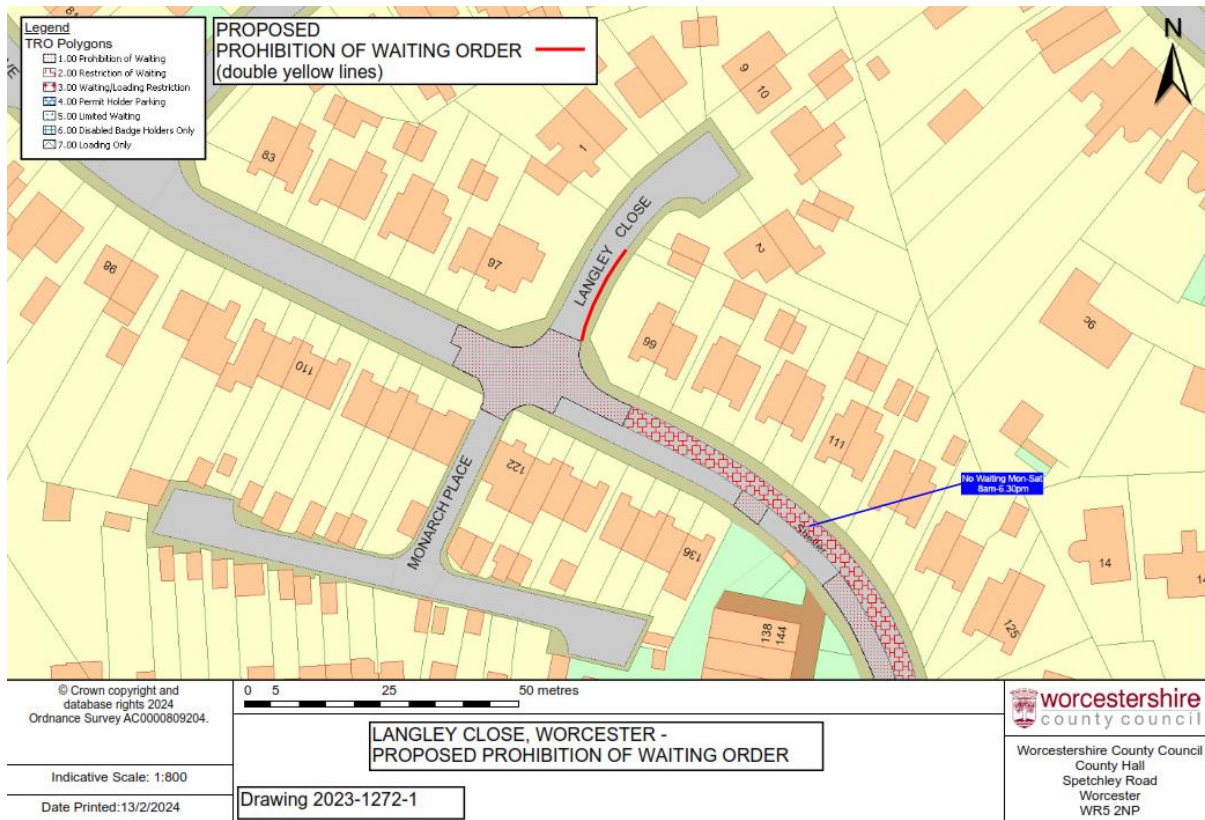 Legend
TRO Polygons
1.00 Prohibition of Waiting
2.00 Restriction of Waiting
3.00 Waiting/Loading Restriction
4.00 Permit Holder Parking
5.00 Limited Waiting
6.00 Disabled Badge Holders Only
7.00 Loading Only
PROPOSED
PROHIBITION OF WAITING ORDER
(double yellow lines)
N
81
83
1
9
10
2
97
LANGLEY CLOSE
98
99
110
111
36
122
MONARCH PLACE
No Waiting Mon-Sat
8am-6.30pm
Shelter
136
138
144
14
14
125
© Crown copyright and
database rights 2024
Ordnance Survey AC0000809204.
Indicative Scale: 1:800
Date Printed:13/2/2024
0 5 25 50 metres
LANGLEY CLOSE, WORCESTER -
PROPOSED PROHIBITION OF WAITING ORDER
Drawing 2023-1272-1
worcestershire
county council
Worcestershire County Council
County Hall
Spetchley Road
Worcester
WR5 2NP